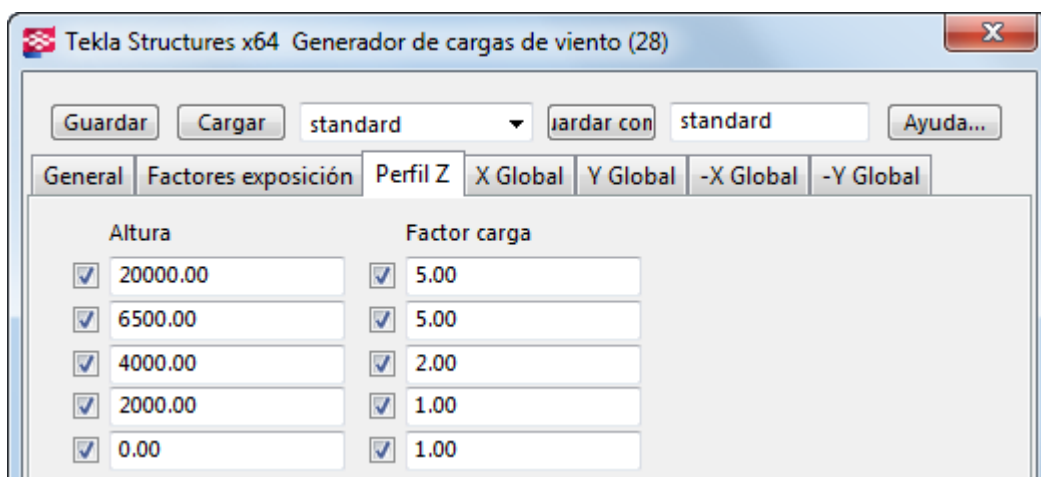 Tekla Structures x64 Generador de cargas de viento (28)
Guardar Cargar standard uardar con standard Ayuda...
General Factores exposición Perfil Z X Global Y Global -X Global -Y Global
Altura Factor carga
20000.00 5.00
6500.00 5.00
4000.00 2.00
2000.00 1.00
0.00 1.00